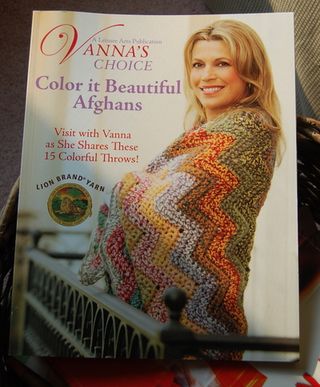 A Leisure Arts Publication
VANNA'S
CHOICE
Color it Beautiful
Afghans
Visit with Vanna
as She Shares These
15 Colorful Throws!
LION BRAND® YARN